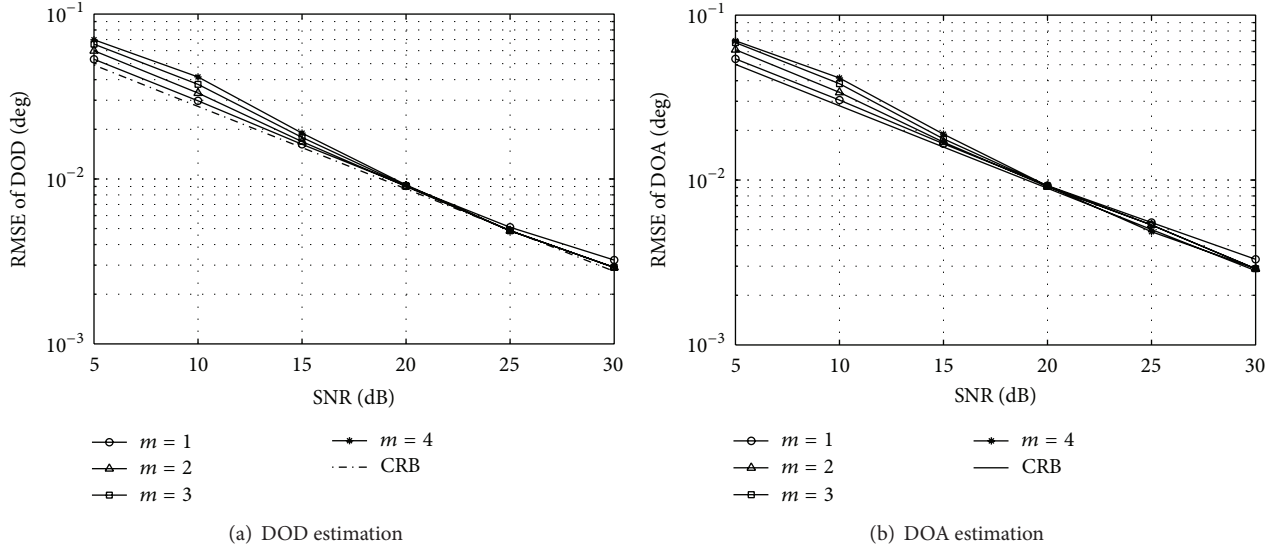 10⁻¹
10⁻²
10⁻³
RMSE of DOD (deg)
5 10 15 20 25 30
SNR (dB)
m = 1
m = 2
m = 3
m = 4
CRB
(a) DOD estimation
10⁻¹
10⁻²
10⁻³
RMSE of DOA (deg)
5 10 15 20 25 30
SNR (dB)
m = 1
m = 2
m = 3
m = 4
CRB
(b) DOA estimation